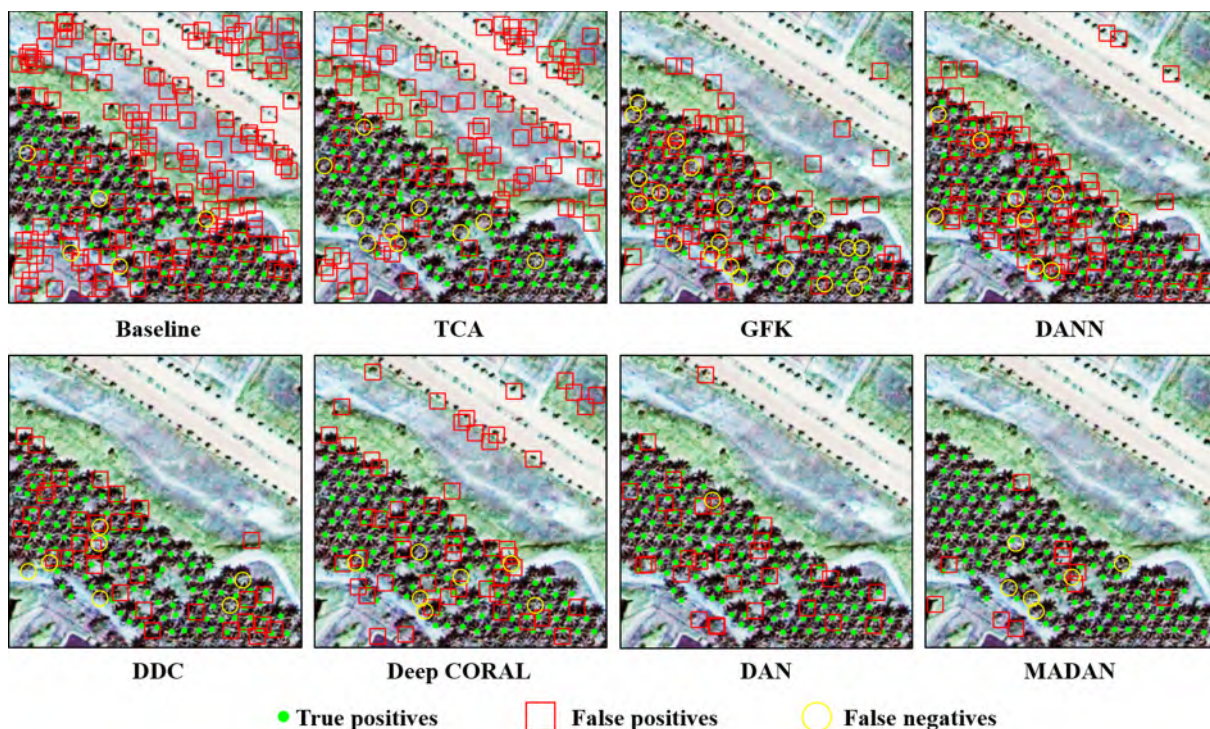 Baseline TCA GFK DANN
DDC Deep CORAL DAN MADAN
True positives False positives False negatives